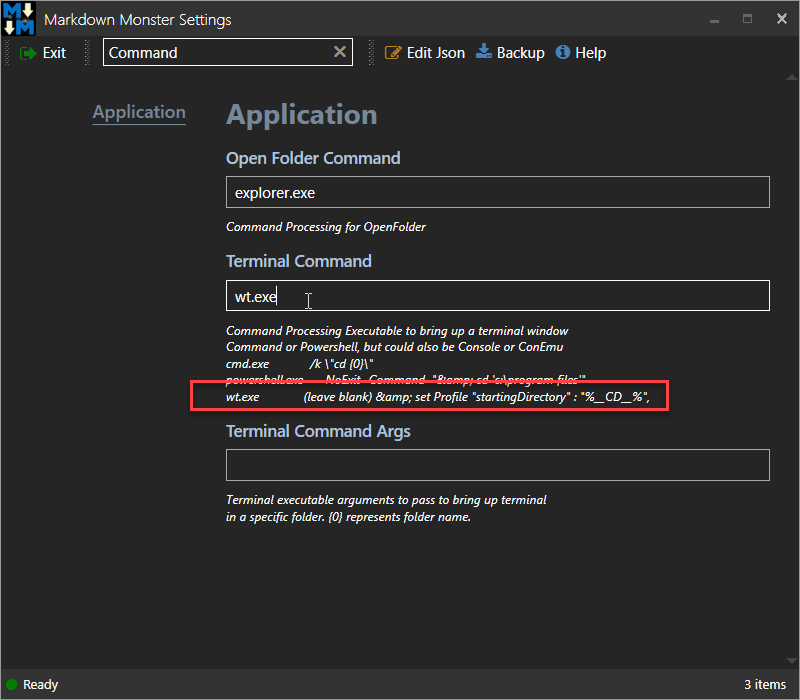 Markdown Monster Settings
Exit
Command
Edit Json
Backup
Help
Application
Application
Open Folder Command
explorer.exe
Command Processing for OpenFolder
Terminal Command
wt.exe
Command Processing Executable to bring up a terminal window
Command or Powershell, but could also be Console or ConEmu
cmd.exe /k \"cd {0}\"
powershell.exe -NoExit -Command "&amp; cd 'c:\program files'"
wt.exe (leave blank) &amp; set Profile "startingDirectory" : "%__CD__%",
Terminal Command Args
Terminal executable arguments to pass to bring up terminal
in a specific folder. {0} represents folder name.
Ready
3 items